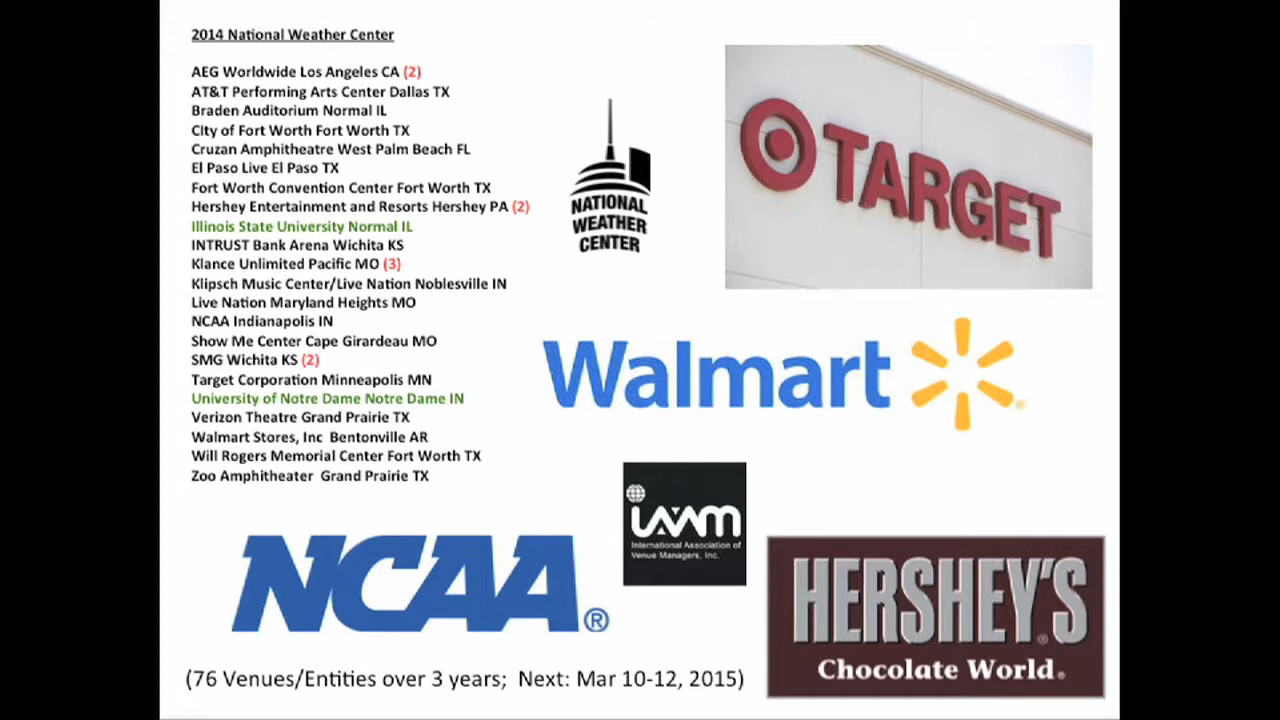 2014 National Weather Center
AEG Worldwide Los Angeles CA (2)
AT&T Performing Arts Center Dallas TX
Braden Auditorium Normal IL
CIty of Fort Worth Fort Worth TX
Cruzan Amphitheatre West Palm Beach FL
El Paso Live El Paso TX
Fort Worth Convention Center Fort Worth TX
Hershey Entertainment and Resorts Hershey PA (2)
Illinois State University Normal IL
INTRUST Bank Arena Wichita KS
Klance Unlimited Pacific MO (3)
Klipsch Music Center/Live Nation Noblesville IN
Live Nation Maryland Heights MO
NCAA Indianapolis IN
Show Me Center Cape Girardeau MO
SMG Wichita KS (2)
Target Corporation Minneapolis MN
University of Notre Dame Notre Dame IN
Verizon Theatre Grand Prairie TX
Walmart Stores, Inc Bentonville AR
Will Rogers Memorial Center Fort Worth TX
Zoo Amphitheater Grand Prairie TX
NATIONAL
WEATHER
CENTER
TARGET
Walmart
iavm
International Association of
Venue Managers, Inc.
NCAA®
HERSHEY'S®
Chocolate World®
(76 Venues/Entities over 3 years; Next: Mar 10-12, 2015)